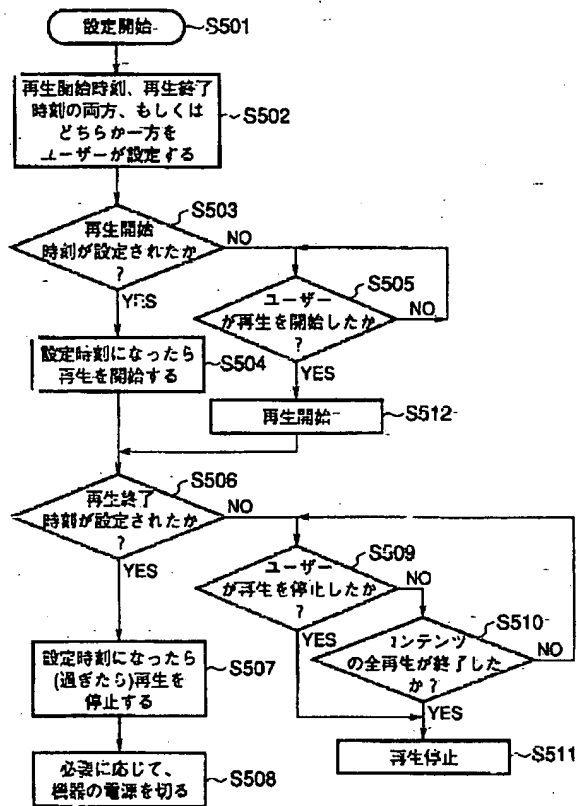 設定開始
S501
再生開始時刻、再生終了
時刻の両方、もしくは
どちらか一方を
ユーザーが設定する
S502
S503
再生開始
時刻が設定されたか
?
NO
YES
S505
ユーザー
が再生を開始したか
?
NO
YES
設定時刻になったら
再生を開始する
S504
再生開始
S512
S506
再生終了
時刻が設定されたか
?
NO
YES
S509
ユーザー
が再生を停止したか
?
NO
YES
S510
コンテンツ
の全再生が終了した
か?
NO
YES
設定時刻になったら
(過ぎたら)再生を
停止する
S507
再生停止
S511
必要に応じて、
機器の電源を切る
S508